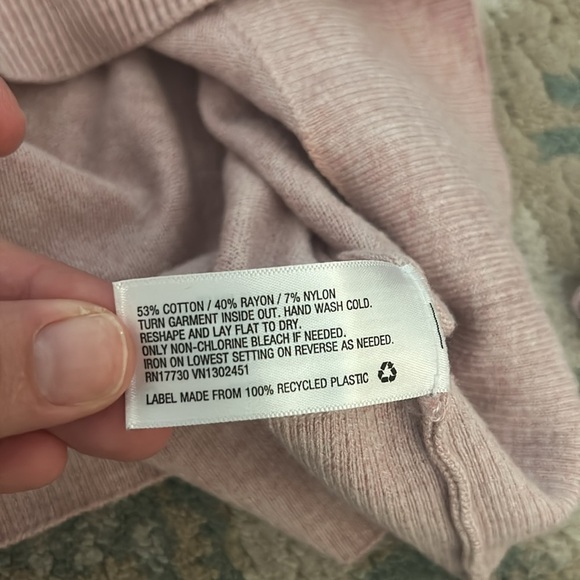 53% COTTON / 40% RAYON / 7% NYLON
TURN GARMENT INSIDE OUT. HAND WASH COLD.
RESHAPE AND LAY FLAT TO DRY.
ONLY NON-CHLORINE BLEACH IF NEEDED.
IRON ON LOWEST SETTING ON REVERSE AS NEEDED.
RN17730 VN1302451
LABEL MADE FROM 100% RECYCLED PLASTIC